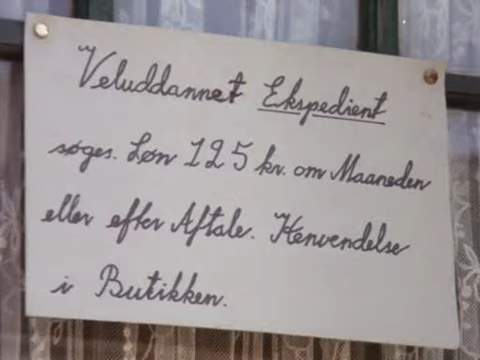 Veluddannet Ekspedient
søges. Løn 125 kr. om Maaneden
eller efter Aftale. Henvendelse
i Butikken.